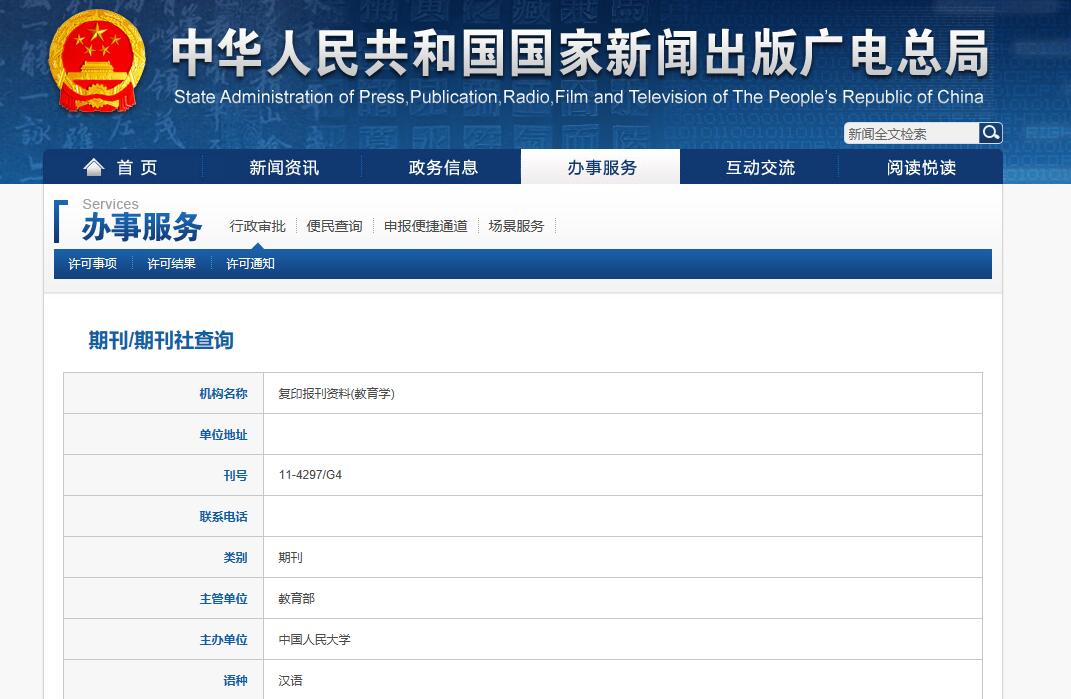 中华人民共和国国家新闻出版广电总局
State Administration of Press,Publication,Radio,Film and Television of The People's Republic of China
新闻全文检索
首 页 新闻资讯 政务信息 办事服务 互动交流 阅读悦读
Services
办事服务 行政审批 便民查询 申报便捷通道 场景服务
许可事项 许可结果 许可通知
期刊/期刊社查询
机构名称 复印报刊资料(教育学)
单位地址
刊号 11-4297/G4
联系电话
类别 期刊
主管单位 教育部
主办单位 中国人民大学
语种 汉语